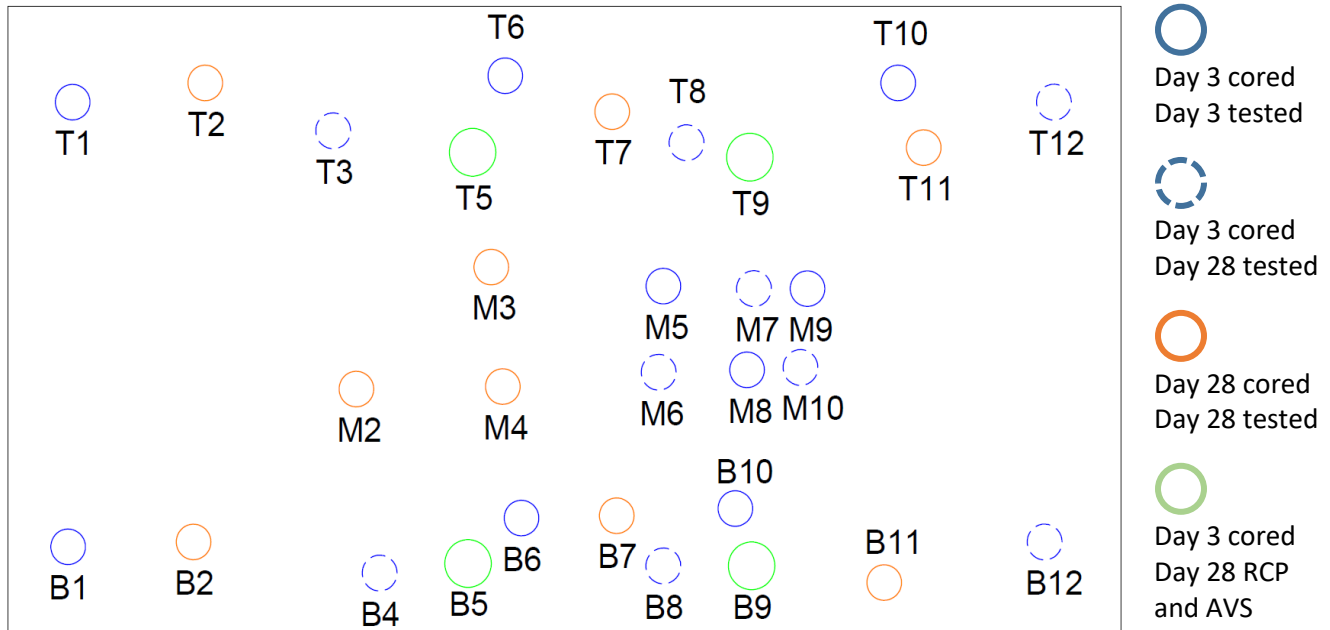 T6
T10
T8
T1
T2
T3
T5
T7
T9
T11
T12
M3
M5
M7
M9
M2
M4
M6
M8
M10
B10
B1
B2
B4
B5
B6
B7
B8
B9
B11
B12
Day 3 cored
Day 3 tested
Day 3 cored
Day 28 tested
Day 28 cored
Day 28 tested
Day 3 cored
Day 28 RCP
and AVS